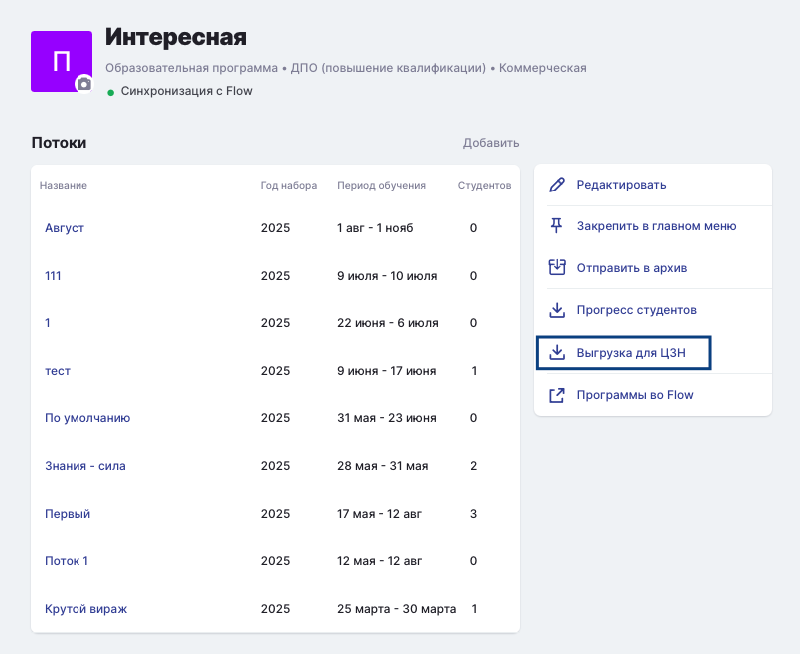 П
Интересная
Образовательная программа • ДПО (повышение квалификации) • Коммерческая
Синхронизация с Flow
Потоки
Добавить
Название Год набора Период обучения Студентов
Август 2025 1 авг - 1 нояб 0
111 2025 9 июля - 10 июля 0
1 2025 22 июня - 6 июля 0
тест 2025 9 июня - 17 июня 1
По умолчанию 2025 31 мая - 23 июня 0
Знания - сила 2025 28 мая - 31 мая 2
Первый 2025 17 мая - 12 авг 3
Поток 1 2025 12 мая - 12 авг 0
Крутой вираж 2025 25 марта - 30 марта 1
Редактировать
Закрепить в главном меню
Отправить в архив
Прогресс студентов
Выгрузка для ЦЗН
Программы во Flow